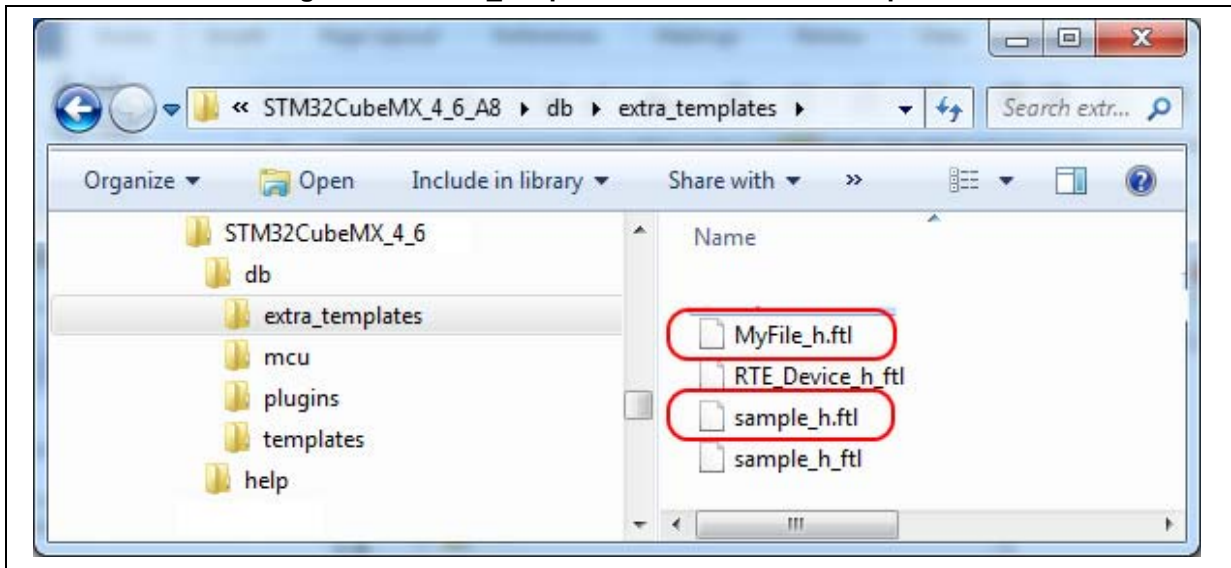 « STM32CubeMX_4_6_A8 ▸ db ▸ extra_templates ▸
Search extr...
Organize ▾ Open Include in library ▾ Share with ▾ »
STM32CubeMX_4_6
db
extra_templates
mcu
plugins
templates
help
Name
MyFile_h.ftl
RTE_Device_h_ftl
sample_h.ftl
sample_h_ftl